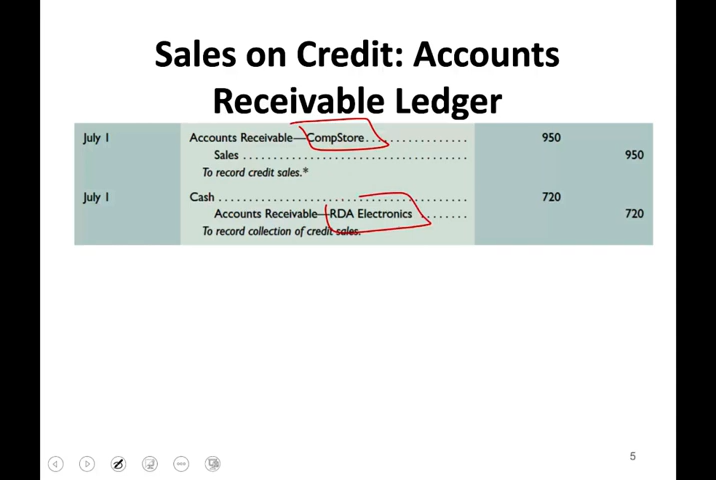 Sales on Credit: Accounts
Receivable Ledger
July 1 Accounts Receivable—CompStore . . . . . . . . . . . . . . . . . . 950
Sales . . . . . . . . . . . . . . . . . . . . . . . . . . . . . . . . . . . . . . . 950
To record credit sales.*
July 1 Cash . . . . . . . . . . . . . . . . . . . . . . . . . . . . . . . . . . . . . . . . . . . 720
Accounts Receivable—RDA Electronics . . . . . . . . 720
To record collection of credit sales.
5